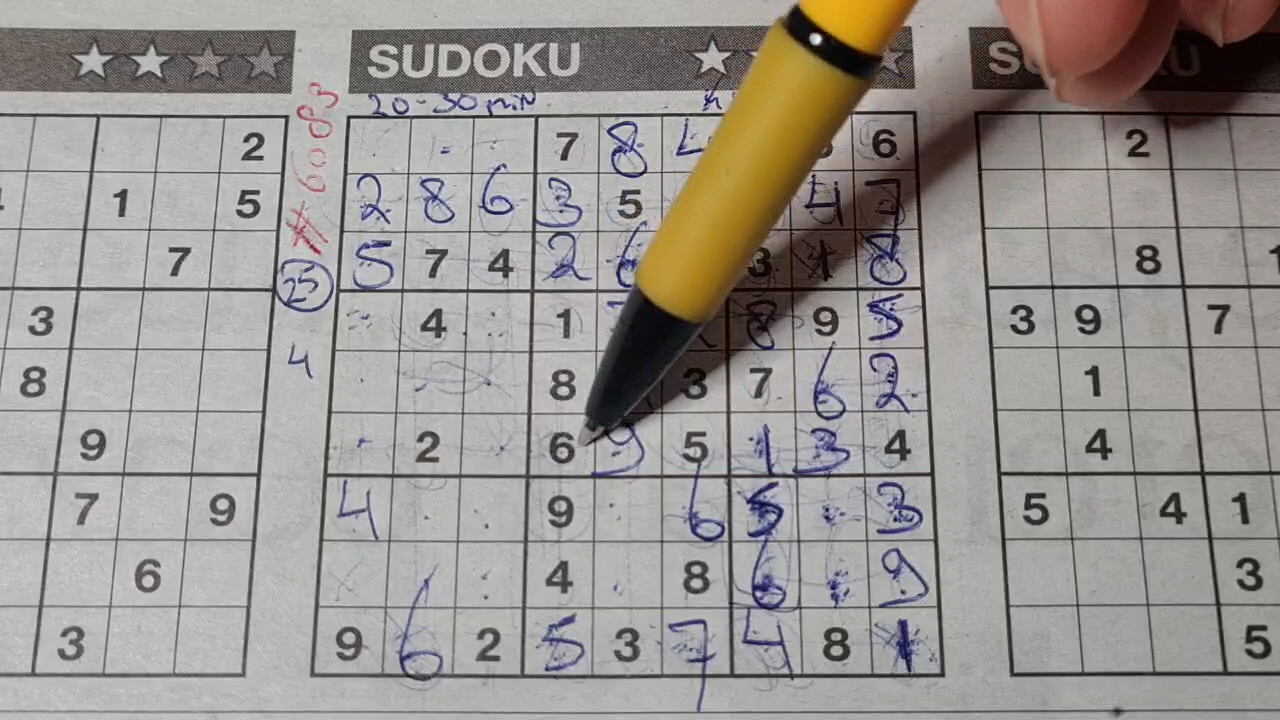 SUDOKU
20-30 min
#6083
2
7 8 4 6
2
1 5
2 8 6 3 5 4 7
7
5 7 4 2 6 3 1 8
8
25
3
4 1 8 9 5
3 9 7
4
8
8 3 7 6 2
1
9
2 6 9 5 1 3 4
4
7 9
4 9 6 5 3
5 4 1
6
4 8 6 9
3
3
9 6 2 5 3 7 4 8 1
5